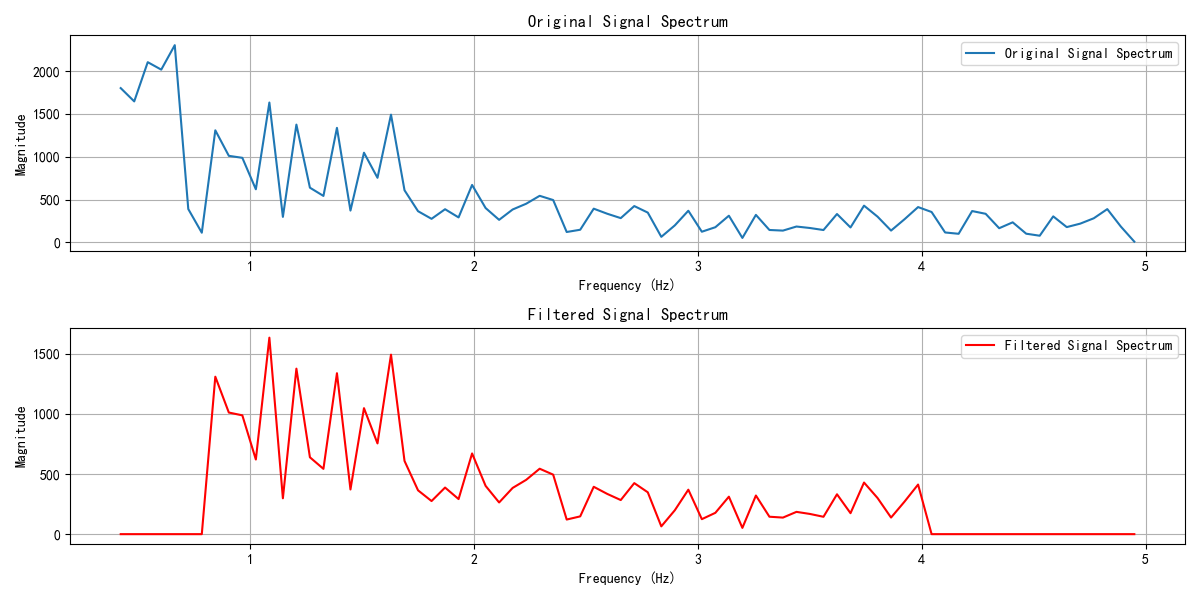 Original Signal Spectrum
Original Signal Spectrum
2000
1500
1000
500
0
Magnitude
1 2 3 4 5
Frequency (Hz)
Filtered Signal Spectrum
Filtered Signal Spectrum
1500
1000
500
0
Magnitude
1 2 3 4 5
Frequency (Hz)